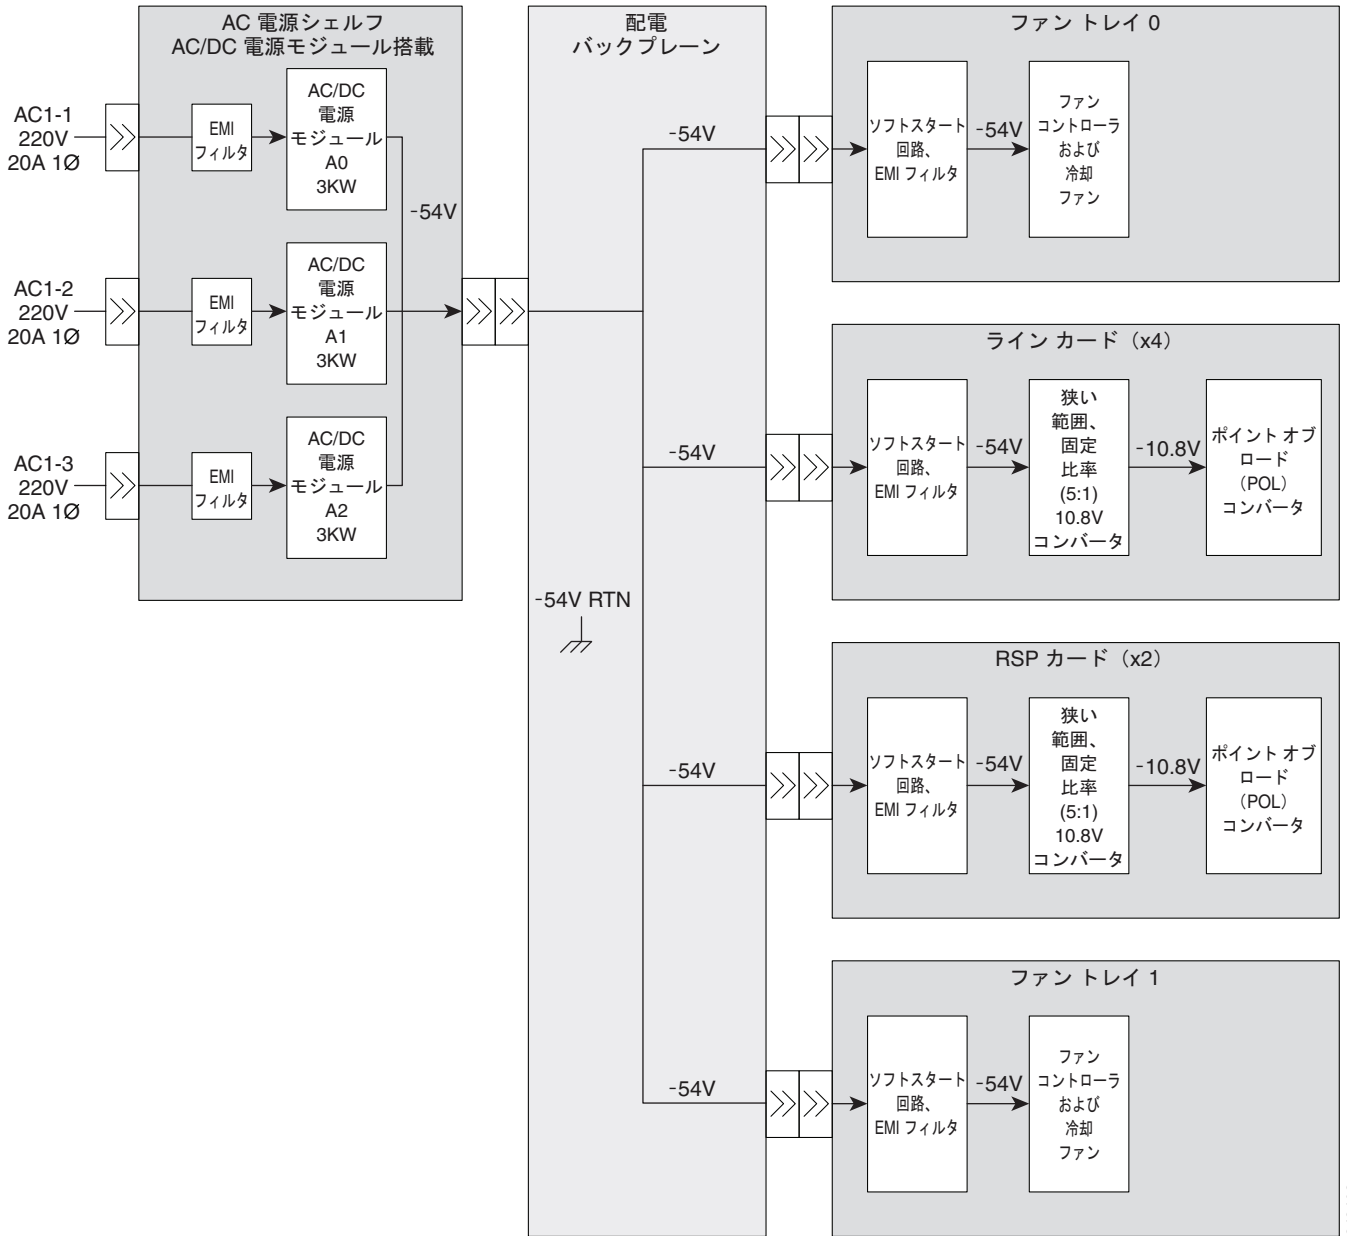 AC 電源シェルフ
AC/DC 電源モジュール搭載
AC1-1
220V
20A 1Ø
EMI
フィルタ
AC/DC
電源
モジュール
A0
3KW
-54V
AC1-2
220V
20A 1Ø
EMI
フィルタ
AC/DC
電源
モジュール
A1
3KW
AC1-3
220V
20A 1Ø
EMI
フィルタ
AC/DC
電源
モジュール
A2
3KW
配電
バックプレーン
-54V
-54V
-54V RTN
-54V
-54V
ファン トレイ 0
ソフトスタート
回路、
EMI フィルタ
-54V
ファン
コントローラ
および
冷却
ファン
ライン カード（x4）
ソフトスタート
回路、
EMI フィルタ
-54V
狭い
範囲、
固定
比率
(5:1)
10.8V
コンバータ
-10.8V
ポイント オブ
ロード
（POL）
コンバータ
RSP カード（x2）
ソフトスタート
回路、
EMI フィルタ
-54V
狭い
範囲、
固定
比率
(5:1)
10.8V
コンバータ
-10.8V
ポイント オブ
ロード
（POL）
コンバータ
ファン トレイ 1
ソフトスタート
回路、
EMI フィルタ
-54V
ファン
コントローラ
および
冷却
ファン